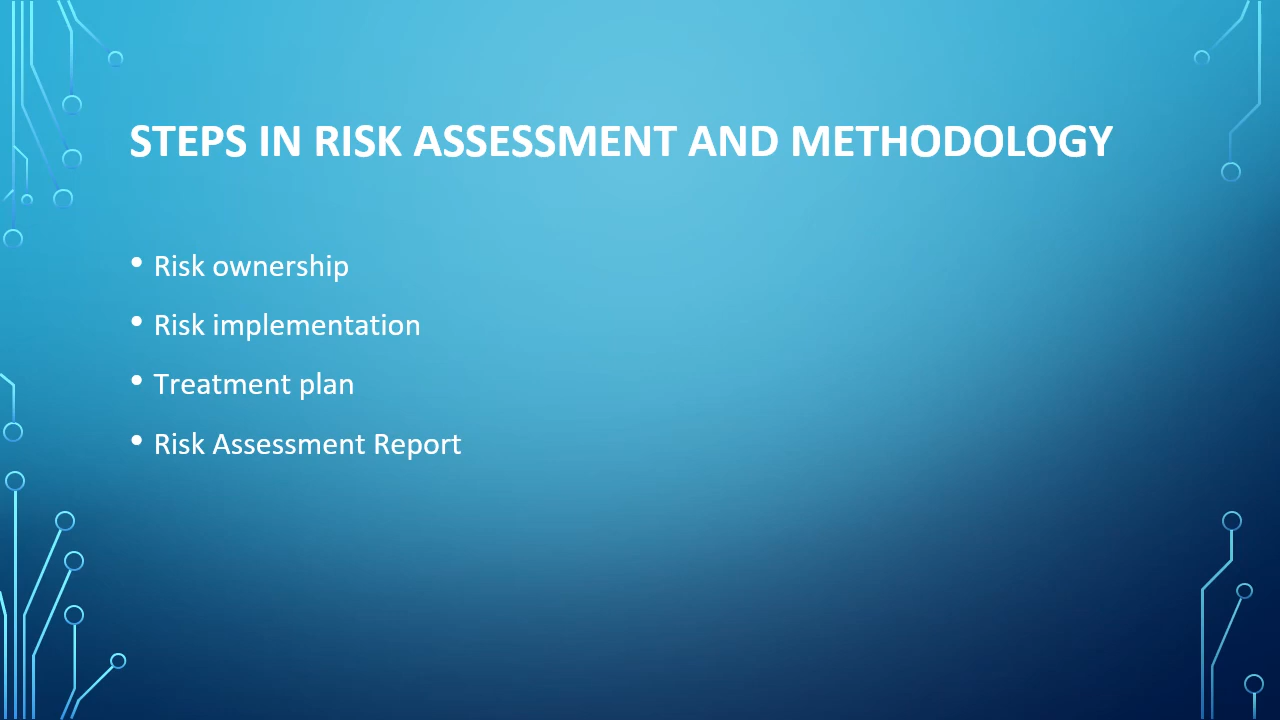 STEPS IN RISK ASSESSMENT AND METHODOLOGY
• Risk ownership
• Risk implementation
• Treatment plan
• Risk Assessment Report